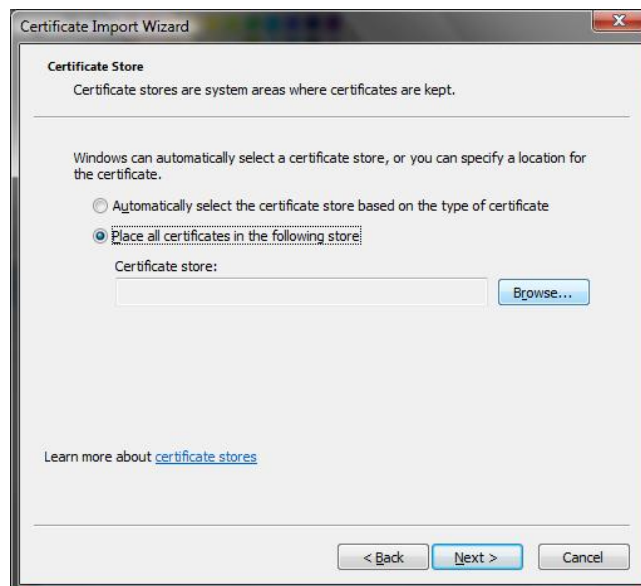 Certificate Import Wizard
Certificate Store
Certificate stores are system areas where certificates are kept.
Windows can automatically select a certificate store, or you can specify a location for
the certificate.
Automatically select the certificate store based on the type of certificate
Place all certificates in the following store
Certificate store:
Browse...
Learn more about certificate stores
< Back
Next >
Cancel